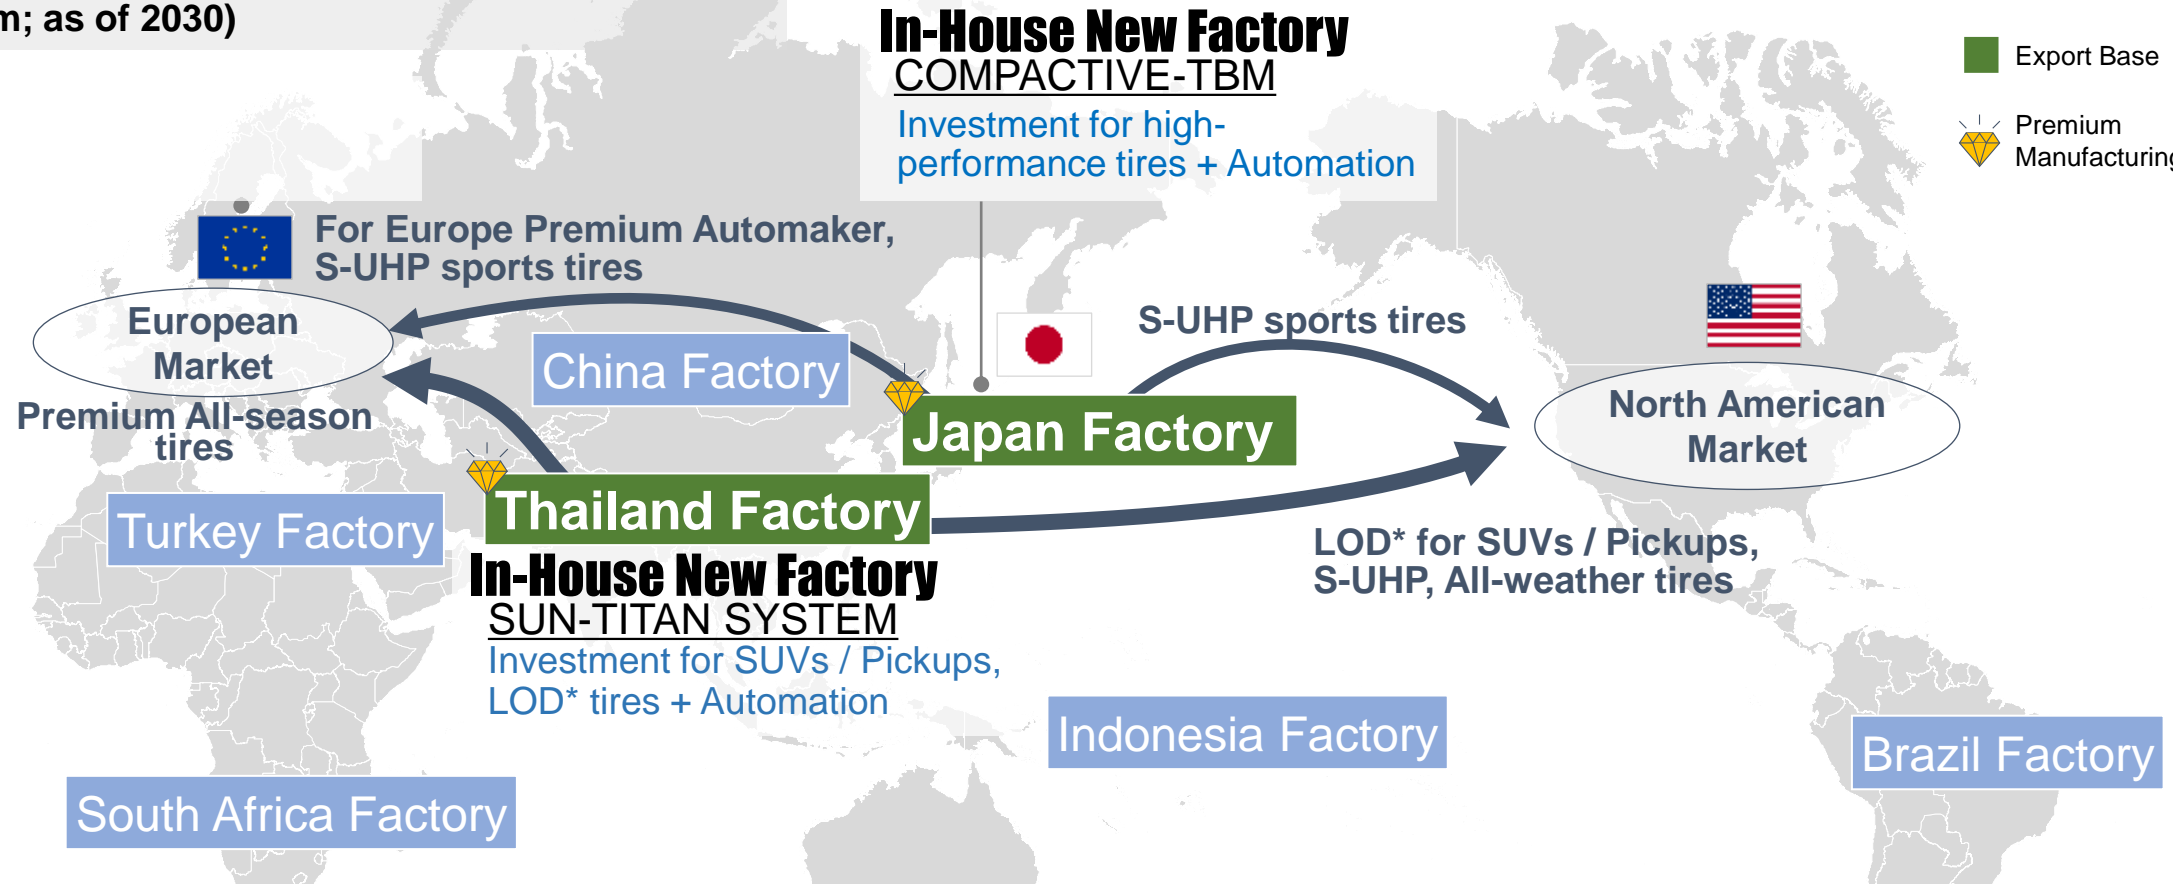 ; as of 2030)
In-House New Factory
COMPACTIVE-TBM
Investment for high-
performance tires + Automation
Export Base
Premium
Manufacturing
For Europe Premium Automaker,
S-UHP sports tires
European
Market
Premium All-season
tires
China Factory
S-UHP sports tires
Japan Factory
North American
Market
Thailand Factory
Turkey Factory
In-House New Factory
SUN-TITAN SYSTEM
Investment for SUVs / Pickups,
LOD* tires + Automation
LOD* for SUVs / Pickups,
S-UHP, All-weather tires
Indonesia Factory
Brazil Factory
South Africa Factory